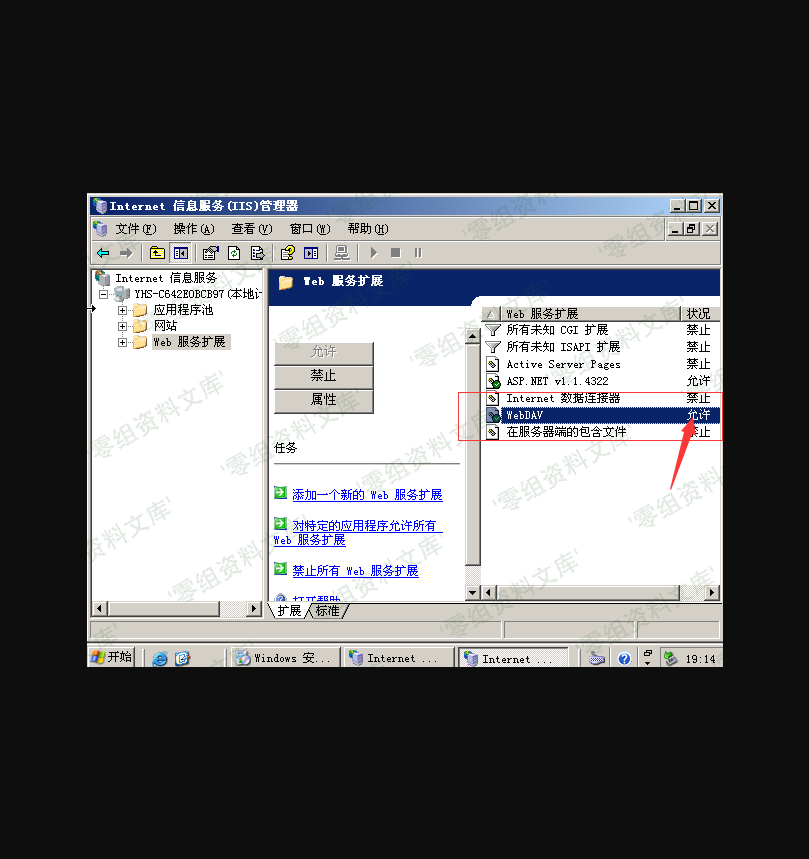 Internet 信息服务(IIS)管理器
文件(F) 操作(A) 查看(V) 窗口(W) 帮助(H)
Internet 信息服务
YHS-C642E0BCB97(本地计
应用程序池
网站
Web 服务扩展
Web 服务扩展
允许
禁止
属性
任务
添加一个新的 Web 服务扩展
对特定的应用程序允许所有
Web 服务扩展
禁止所有 Web 服务扩展
打开帮助
Web 服务扩展 状况
所有未知 CGI 扩展 禁止
所有未知 ISAPI 扩展 禁止
Active Server Pages 禁止
ASP.NET v1.1.4322 允许
Internet 数据连接器 禁止
WebDAV 允许
在服务器端的包含文件 禁止
扩展 标准
开始 Windows 安... Internet ... Internet ... 19:14
零组资料文库